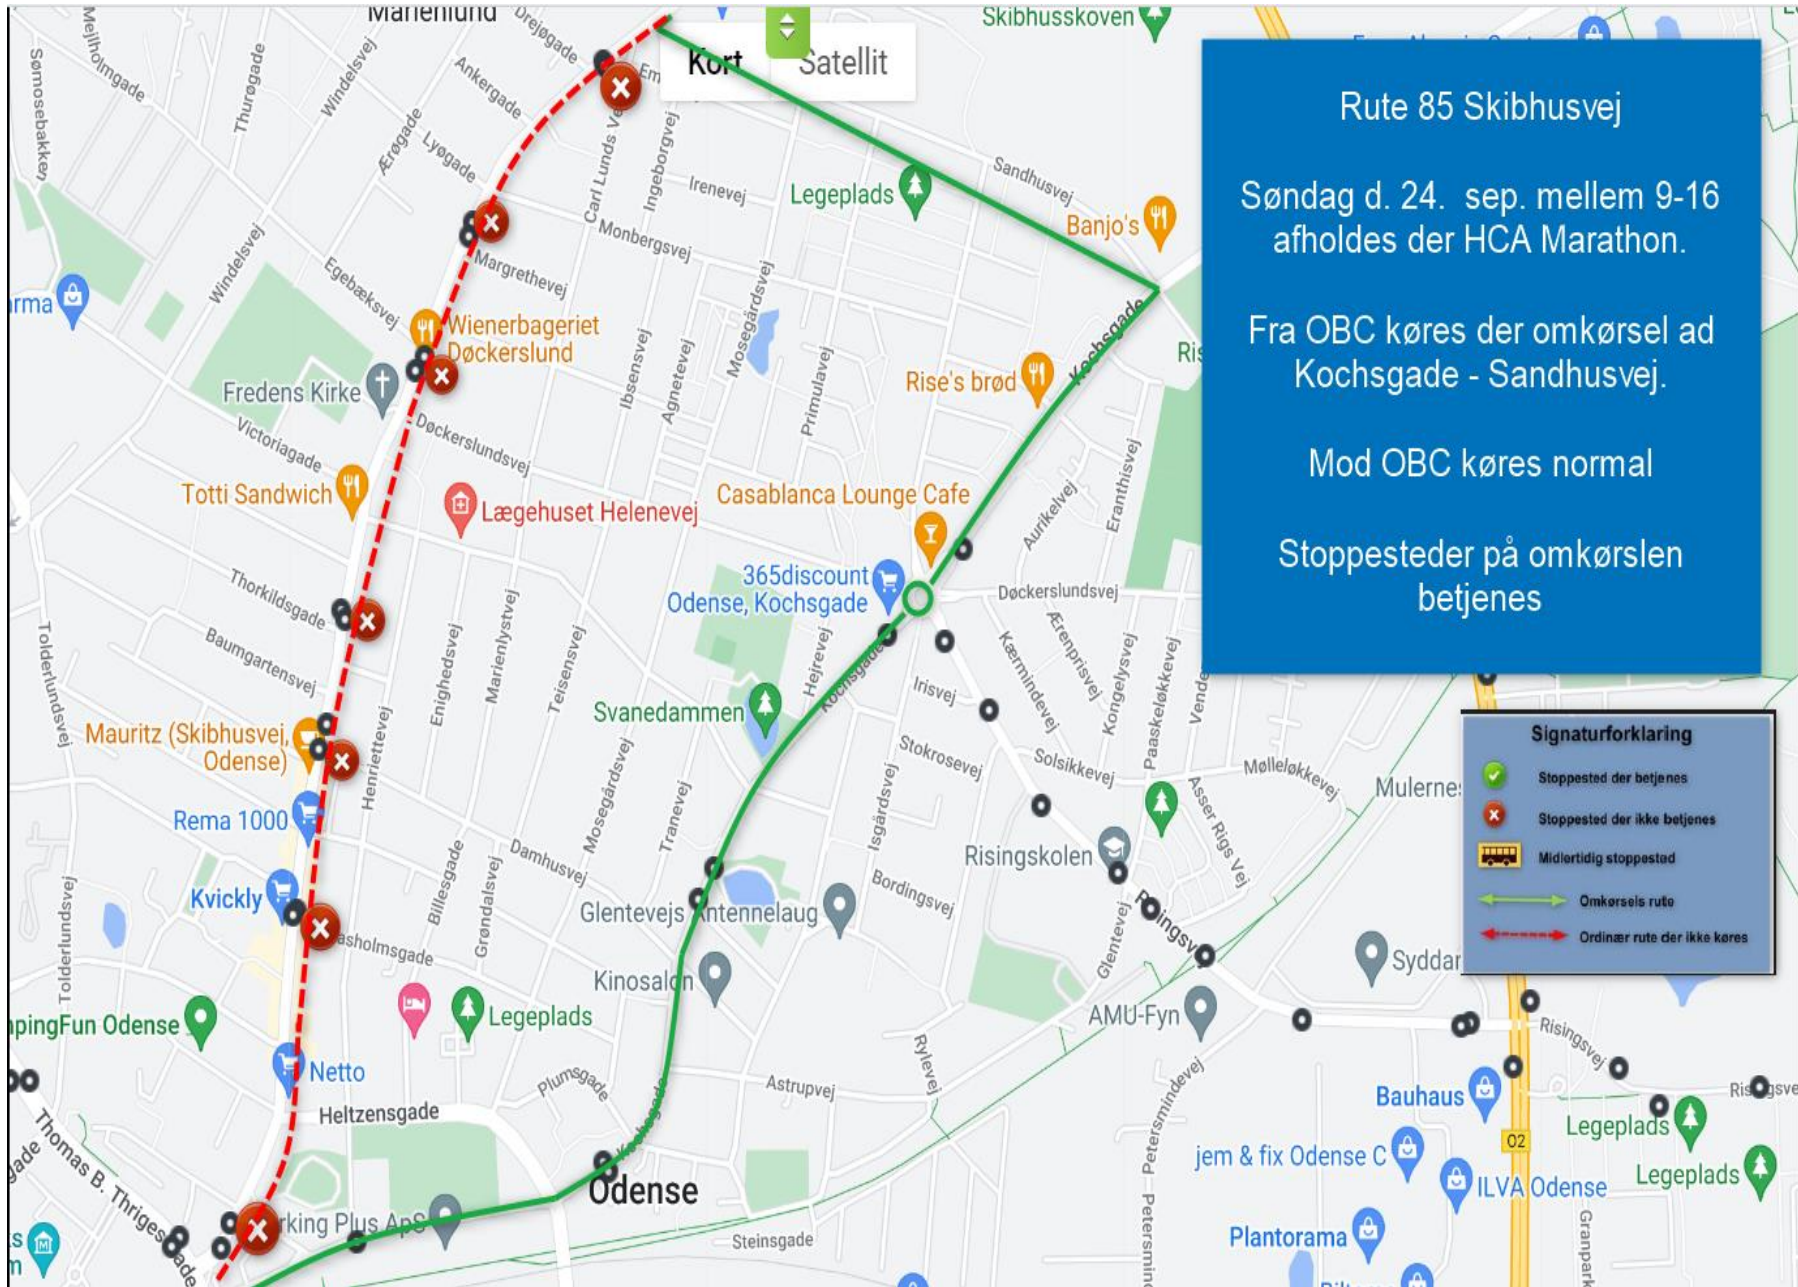 Marienlund
Drejøgade
Skibhusskoven
Mejlholmgade
Windelsvej
Thurøgade
Sømosebakken
Ankergade
Kort
Satellit
Ærøgade
Lyøgade
Carl Lunds
Ingeborgvej
Irenevej
Legeplads
Sandhusvej
Monbergsvej
Banjo's
Windelsvej
Margrethevej
Egebæksvej
Wienerbageriet
Døckerslund
Mosegårdsvej
Kochsgade
Fredens Kirke
Ibsensvej
Agnetevej
Primulavej
Rise's brød
Victoriagade
Døckerslundsvej
Totti Sandwich
Lægehuset Helenevej
Casablanca Lounge Cafe
Aurikelvej
Eranthisvej
365discount
Odense, Kochsgade
Døckerslundsvej
Thorkildsgade
Baumgartensvej
Tolderlundsvej
Enighedsvej
Marienlystvej
Teisensvej
Hejrevej
Kochsgade
Irisvej
Kærmindevej
Ærenprisvej
Kongelysvej
Paaskeløkkevej
Svanedammen
Mauritz (Skibhusvej,
Odense)
Henriettevej
Mosegårdsvej
Stokrosevej
Solsikkevej
Mølleløkkevej
Asser Rigs Vej
Rema 1000
Tranevej
Isgårdsvej
Risingskolen
Damhusvej
Bordingsvej
Billesgade
Grøndalsvej
Kvickly
Glentevejs Antennelaug
Risingsvej
Glentevej
Tolderlundsvej
Kinosalon
Legeplads
AMU-Fyn
Risingsvej
Netto
Plumsgade
Astrupvej
Rylevej
Petersmindevej
Heltzensgade
Kochsgade
Bauhaus
Legeplads
O2
Thomas B. Thriges
jem & fix Odense C
Legeplads
Odense
ILVA Odense
Plantorama
Steinsgade
Rute 85 Skibhusvej
Søndag d. 24. sep. mellem 9-16
afholdes der HCA Marathon.
Fra OBC køres der omkørsel ad
Kochsgade - Sandhusvej.
Mod OBC køres normal
Stoppesteder på omkørslen
betjenes
Signaturforklaring
Stoppested der betjenes
Stoppested der ikke betjenes
Midlertidig stoppested
Omkørsels rute
Ordinær rute der ikke køres